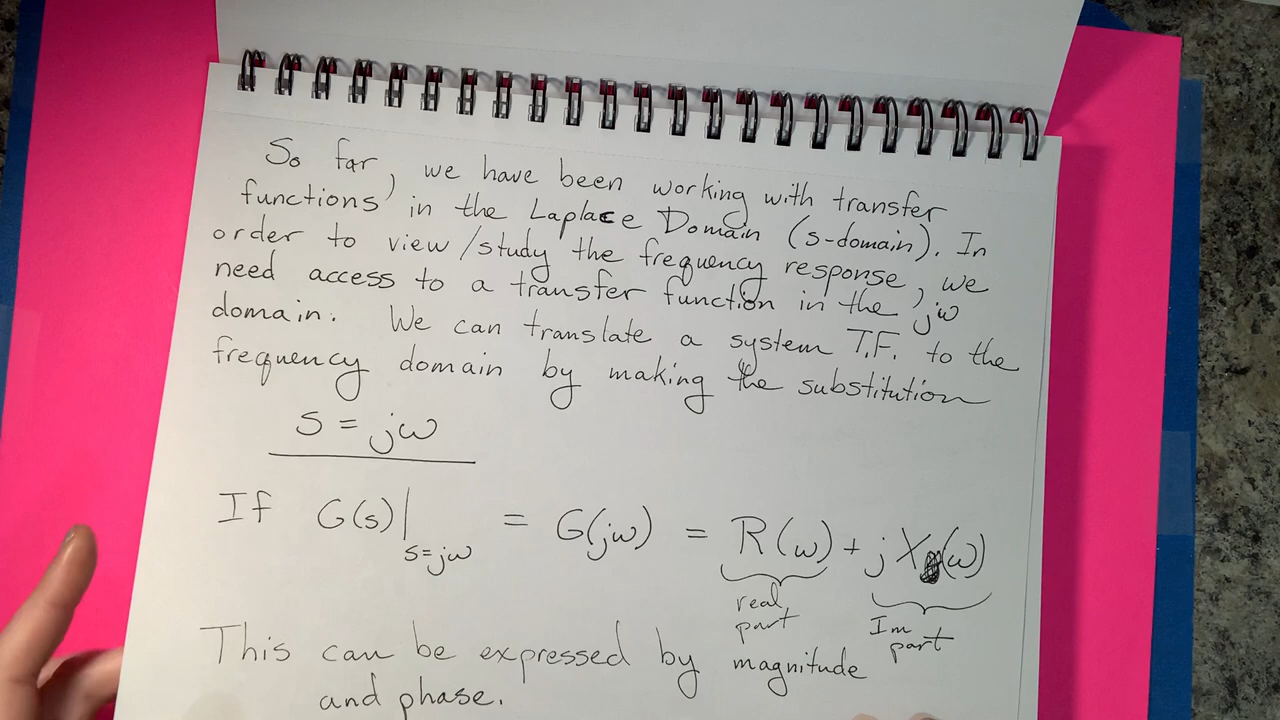 So far, we have been working with transfer
functions in the Laplace Domain (s-domain). In
order to view/study the frequency response, we
need access to a transfer function in the jω
domain. We can translate a system T.F. to the
frequency domain by making the substitution
s = jω
If G(s)|s=jω = G(jω) = R(ω) + j X(ω)
real part
Im part
This can be expressed by magnitude
and phase.